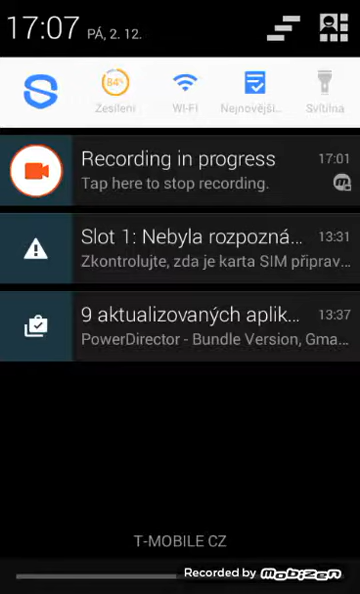 17:07 PÁ, 2. 12.
84%
Zesílení WI-FI Nejnovější... Svítilna
Recording in progress 17:01
Tap here to stop recording.
Slot 1: Nebyla rozpozná... 13:31
Zkontrolujte, zda je karta SIM připrav...
9 aktualizovaných aplik... 13:37
PowerDirector - Bundle Version, Gma...
T-MOBILE CZ
Recorded by mobizen